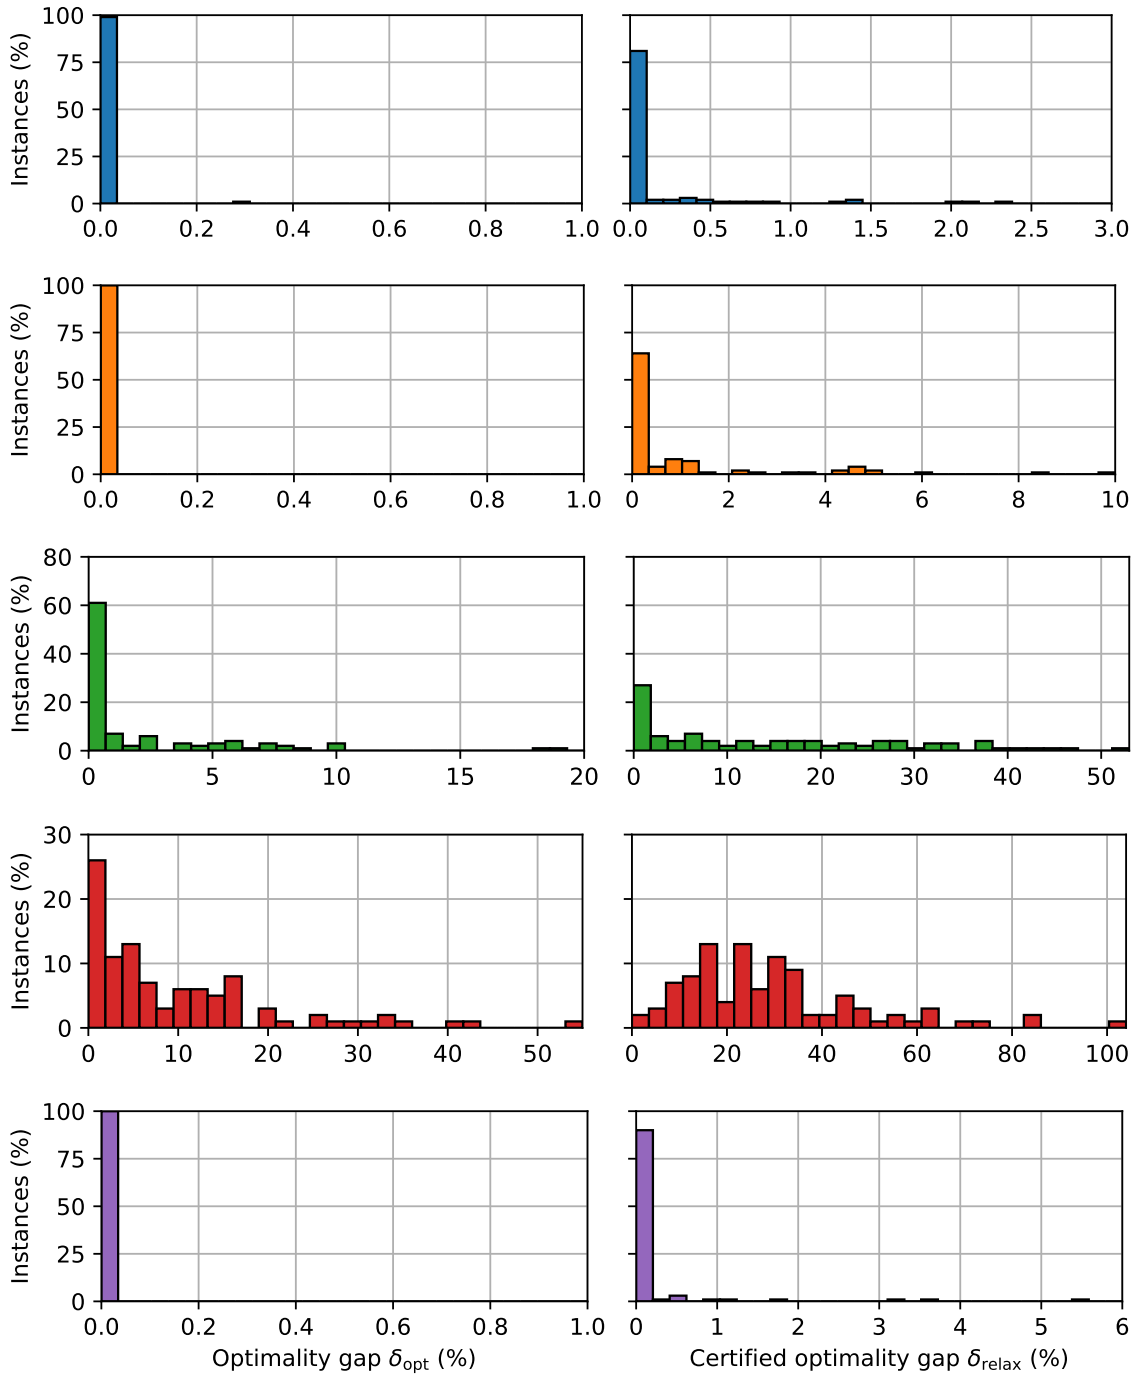 Instances (%)
100
75
50
25
0
0.0 0.2 0.4 0.6 0.8 1.0
0.0 0.5 1.0 1.5 2.0 2.5 3.0
Instances (%)
100
75
50
25
0
0.0 0.2 0.4 0.6 0.8 1.0
0 2 4 6 8 10
Instances (%)
80
60
40
20
0
0 5 10 15 20
0 10 20 30 40 50
Instances (%)
30
20
10
0
0 10 20 30 40 50
0 20 40 60 80 100
Instances (%)
100
75
50
25
0
0.0 0.2 0.4 0.6 0.8 1.0
0 1 2 3 4 5 6
Optimality gap δopt (%)
Certified optimality gap δrelax (%)